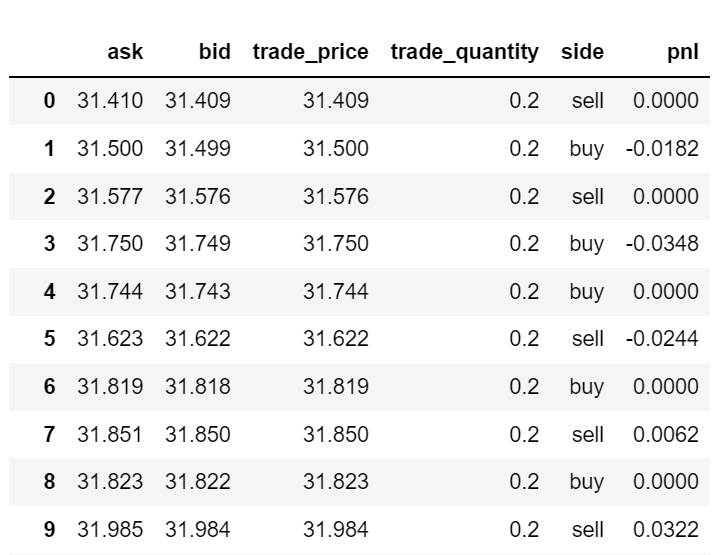 ask bid trade_price trade_quantity side pnl
0 31.410 31.409 31.409 0.2 sell 0.0000
1 31.500 31.499 31.500 0.2 buy -0.0182
2 31.577 31.576 31.576 0.2 sell 0.0000
3 31.750 31.749 31.750 0.2 buy -0.0348
4 31.744 31.743 31.744 0.2 buy 0.0000
5 31.623 31.622 31.622 0.2 sell -0.0244
6 31.819 31.818 31.819 0.2 buy 0.0000
7 31.851 31.850 31.850 0.2 sell 0.0062
8 31.823 31.822 31.823 0.2 buy 0.0000
9 31.985 31.984 31.984 0.2 sell 0.0322